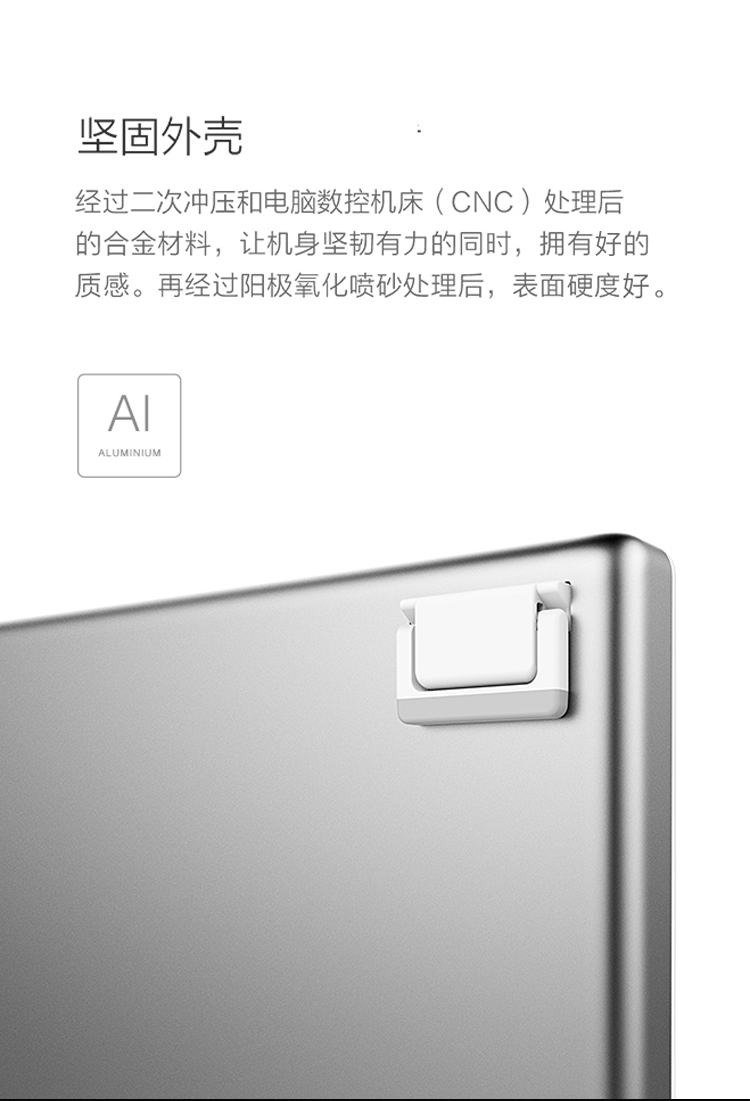 坚固外壳
经过二次冲压和电脑数控机床（CNC）处理后
的合金材料，让机身坚韧有力的同时，拥有好的
质感。再经过阳极氧化喷砂处理后，表面硬度好。
Al
ALUMINIUM